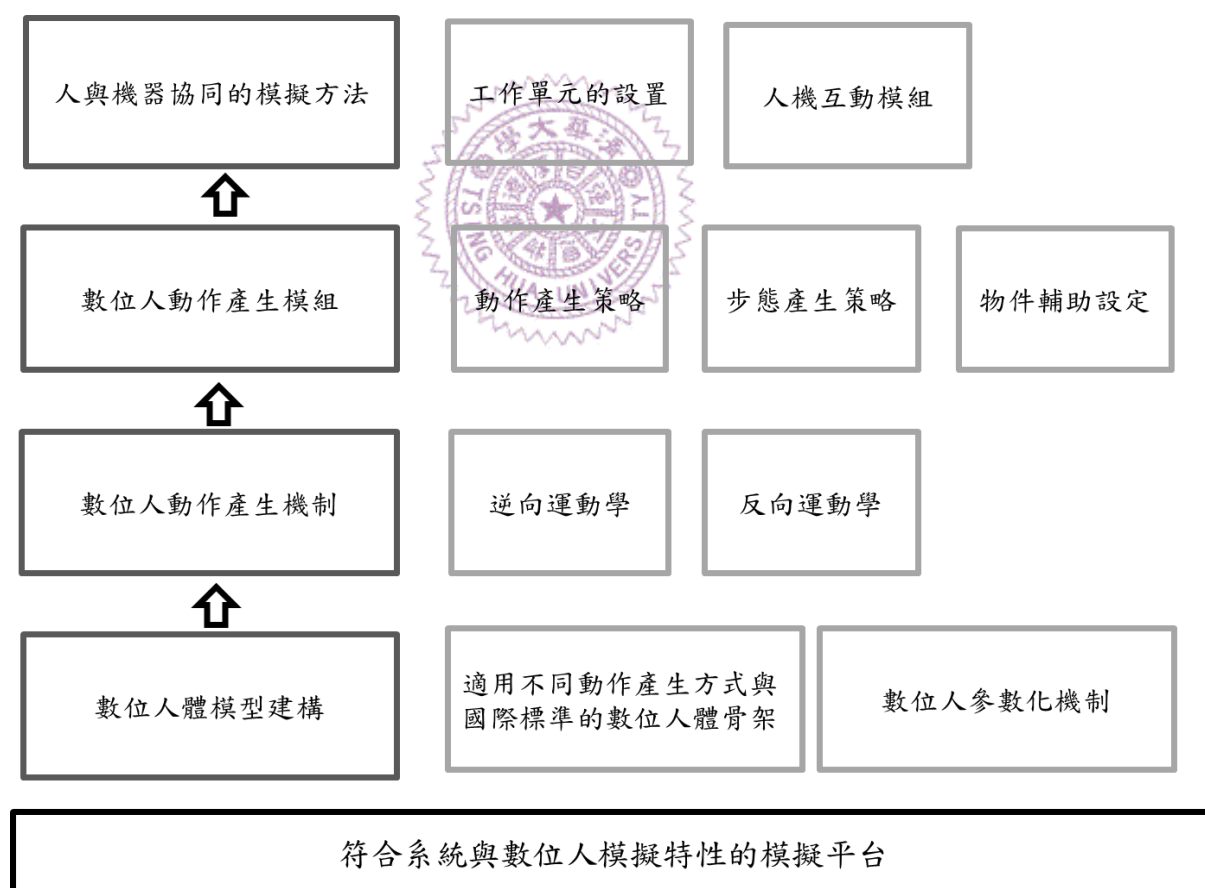 人與機器協同的模擬方法
工作單元的設置
人機互動模組
數位人動作產生模組
動作產生策略
步態產生策略
物件輔助設定
數位人動作產生機制
逆向運動學
反向運動學
數位人體模型建構
適用不同動作產生方式與
國際標準的數位人體骨架
數位人參數化機制
符合系統與數位人模擬特性的模擬平台
TSING HUA UNIVERSITY